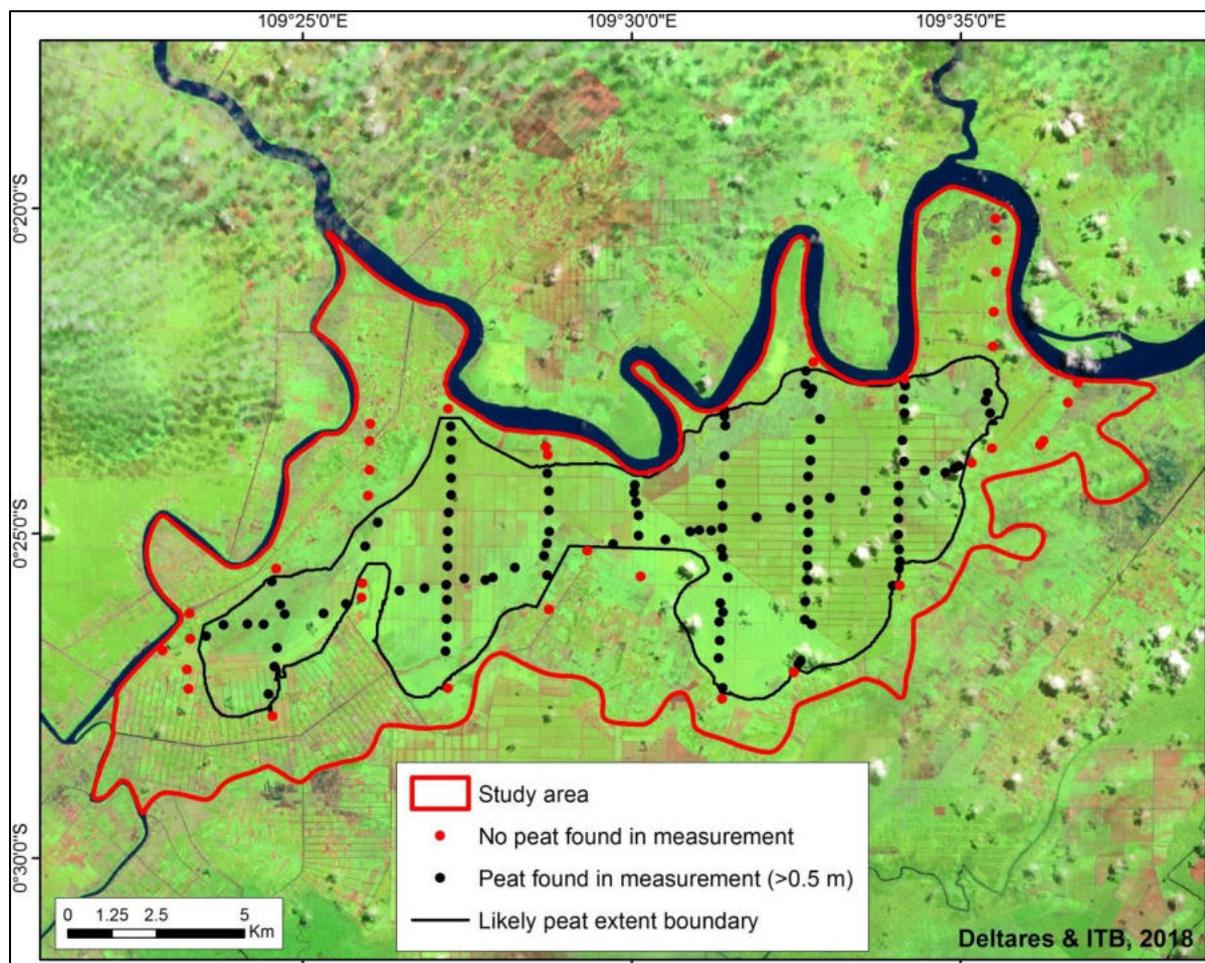 109°25'0"E
109°30'0"E
109°35'0"E
0°20'0"S
0°25'0"S
0°30'0"S
Study area
No peat found in measurement
Peat found in measurement (>0.5 m)
Likely peat extent boundary
0 1.25 2.5 5
Km
Deltares & ITB, 2018